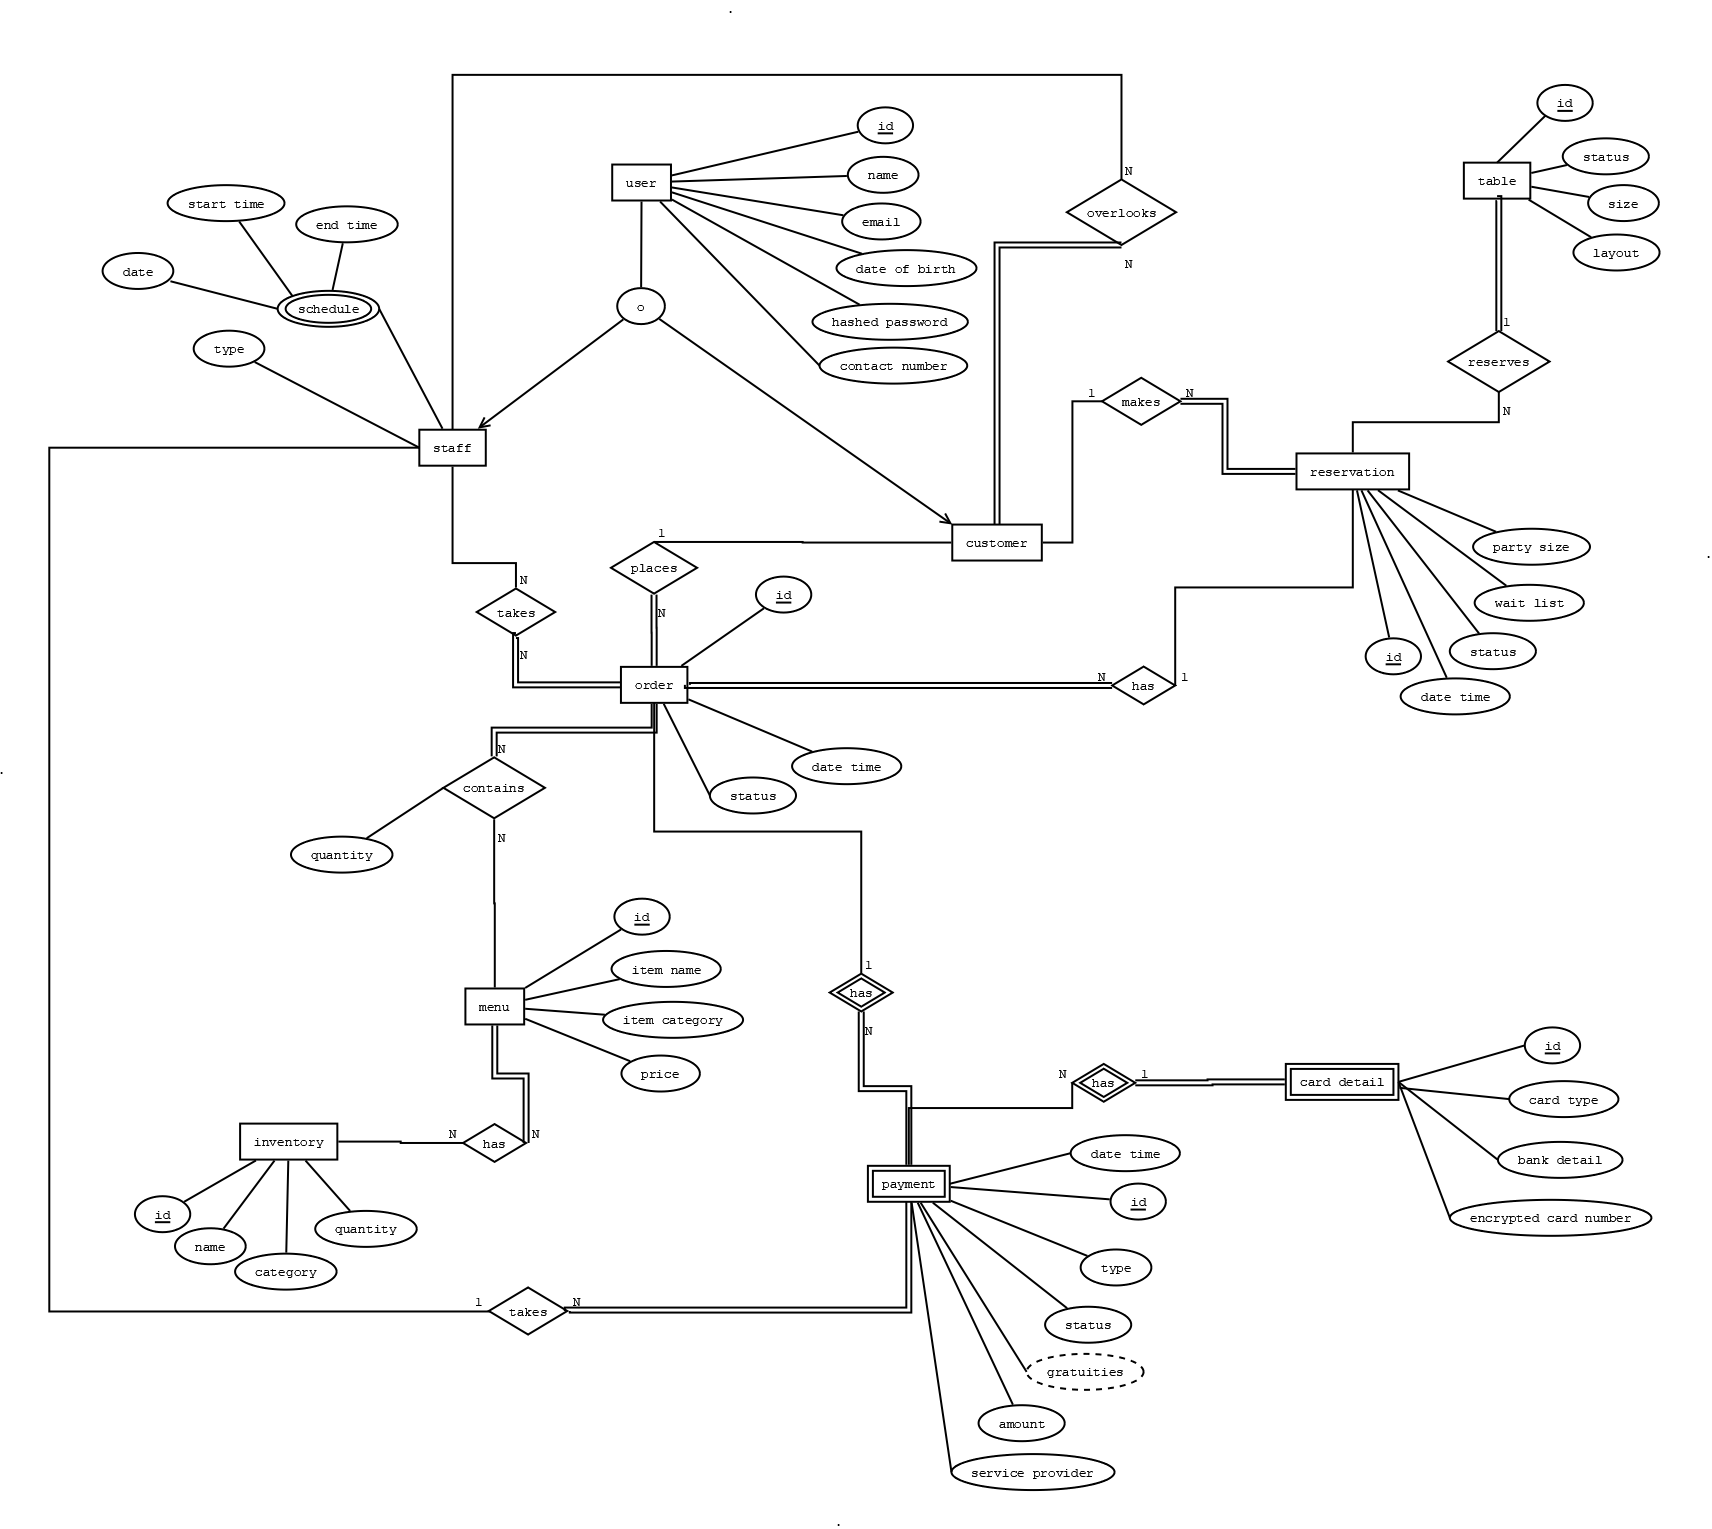 id
user
name
email
date of birth
hashed password
contact number
o
N
overlooks
N
id
table
status
size
layout
1
reserves
N
start time
end time
date
schedule
type
staff
1
makes
N
reservation
party size
wait list
status
id
date time
customer
1
places
N
N
takes
N
id
order
N
has
1
date time
status
N
contains
N
quantity
id
item name
item category
menu
price
1
has
N
N
has
1
card detail
id
card type
bank detail
encrypted card number
inventory
N
has
N
id
name
category
quantity
payment
date time
id
type
status
gratuities
amount
service provider
1
takes
N